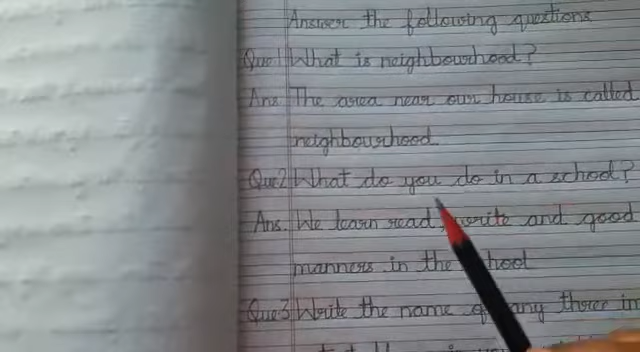 Answer the following questions
Que1 What is neighbourhood?
Ans. The area near our house is called
neighbourhood.
Que2 What do you do in a school?
Ans. We learn read, write and good
manners in the school
Que3 Write the name of any three in